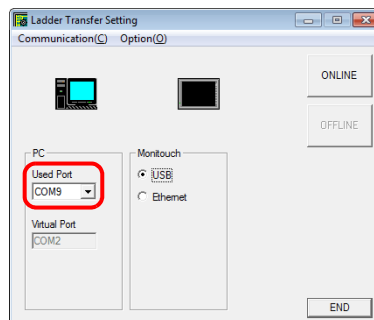 Ladder Transfer Setting
Communication(C) Option(O)
ONLINE
OFFLINE
PC
Used Port
COM9
Virtual Port
COM2
Monitouch
USB
Ethernet
END